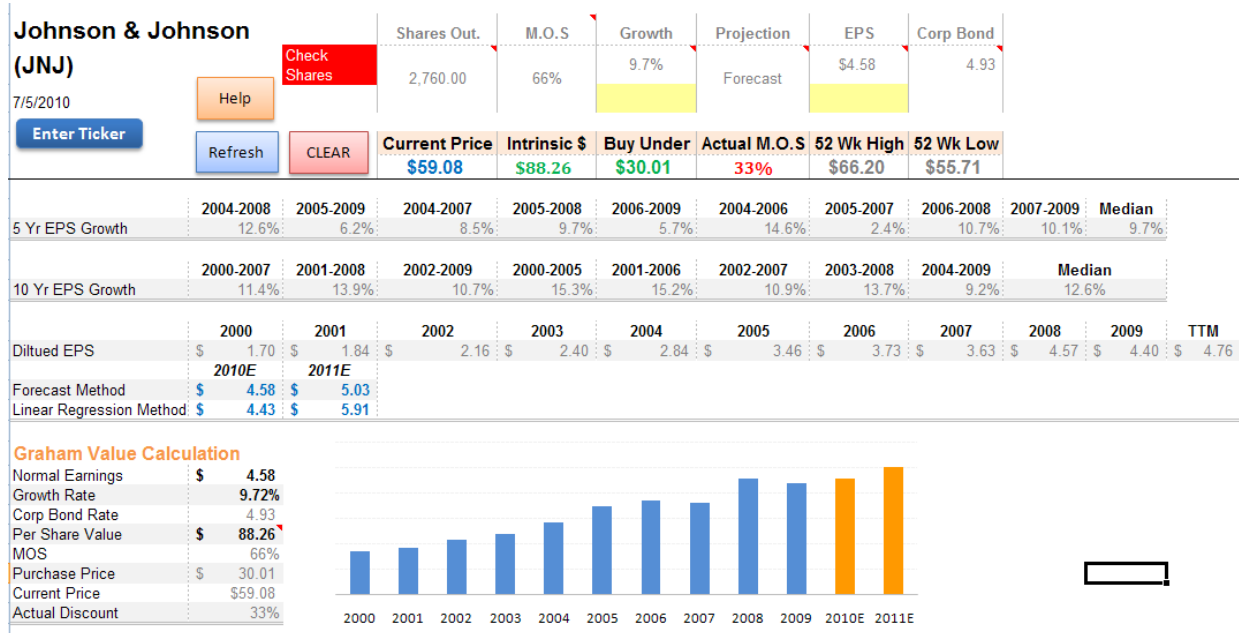 Johnson & Johnson
(JNJ)
7/5/2010
Enter Ticker
Help
Refresh
Check
Shares
CLEAR
Shares Out. M.O.S Growth Projection EPS Corp Bond
2,760.00 66% 9.7% Forecast $4.58 4.93
Current Price Intrinsic $ Buy Under Actual M.O.S 52 Wk High 52 Wk Low
$59.08 $88.26 $30.01 33% $66.20 $55.71
2004-2008 2005-2009 2004-2007 2005-2008 2006-2009 2004-2006 2005-2007 2006-2008 2007-2009 Median
5 Yr EPS Growth 12.6% 6.2% 8.5% 9.7% 5.7% 14.6% 2.4% 10.7% 10.1% 9.7%
2000-2007 2001-2008 2002-2009 2000-2005 2001-2006 2002-2007 2003-2008 2004-2009 Median
10 Yr EPS Growth 11.4% 13.9% 10.7% 15.3% 15.2% 10.9% 13.7% 9.2% 12.6%
2000 2001 2002 2003 2004 2005 2006 2007 2008 2009 TTM
Diltued EPS $ 1.70 $ 1.84 $ 2.16 $ 2.40 $ 2.84 $ 3.46 $ 3.73 $ 3.63 $ 4.57 $ 4.40 $ 4.76
2010E 2011E
Forecast Method $ 4.58 $ 5.03
Linear Regression Method $ 4.43 $ 5.91
Graham Value Calculation
Normal Earnings $ 4.58
Growth Rate 9.72%
Corp Bond Rate 4.93
Per Share Value $ 88.26
MOS 66%
Purchase Price $ 30.01
Current Price $59.08
Actual Discount 33%
2000 2001 2002 2003 2004 2005 2006 2007 2008 2009 2010E 2011E